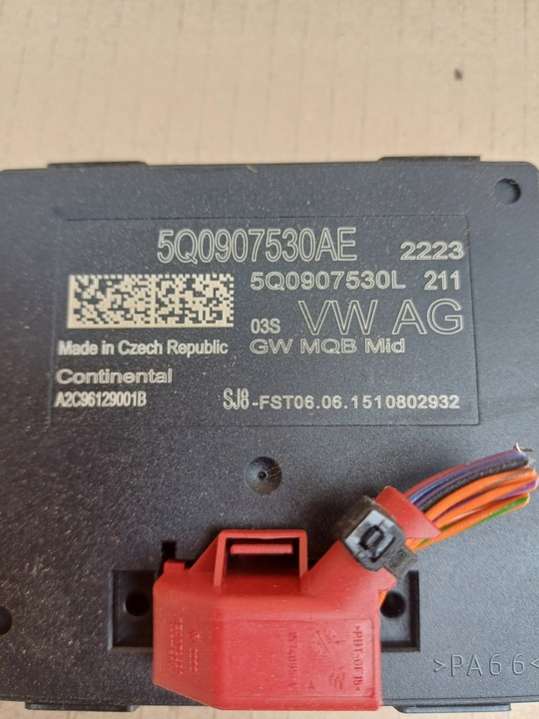 5Q0907530AE 2223
5Q0907530L 211
03S VW AG
Made in Czech Republic GW MQB Mid
Continental
A2C96129001B SJ8-FST06.06.1510802932
>PA66<